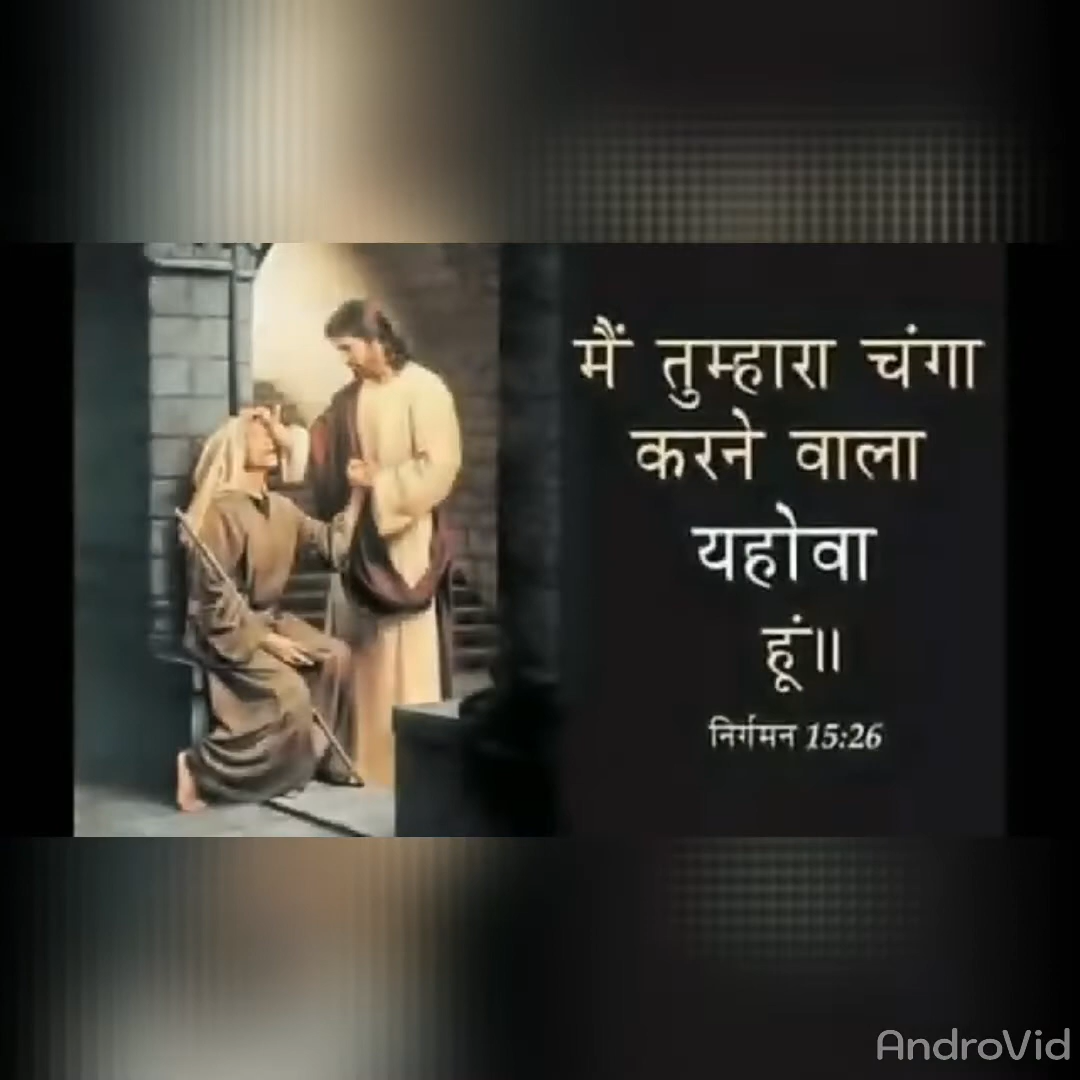 मैं तुम्हारा चंगा
करने वाला
यहोवा
हूं॥
निर्गमन 15:26
AndroVid